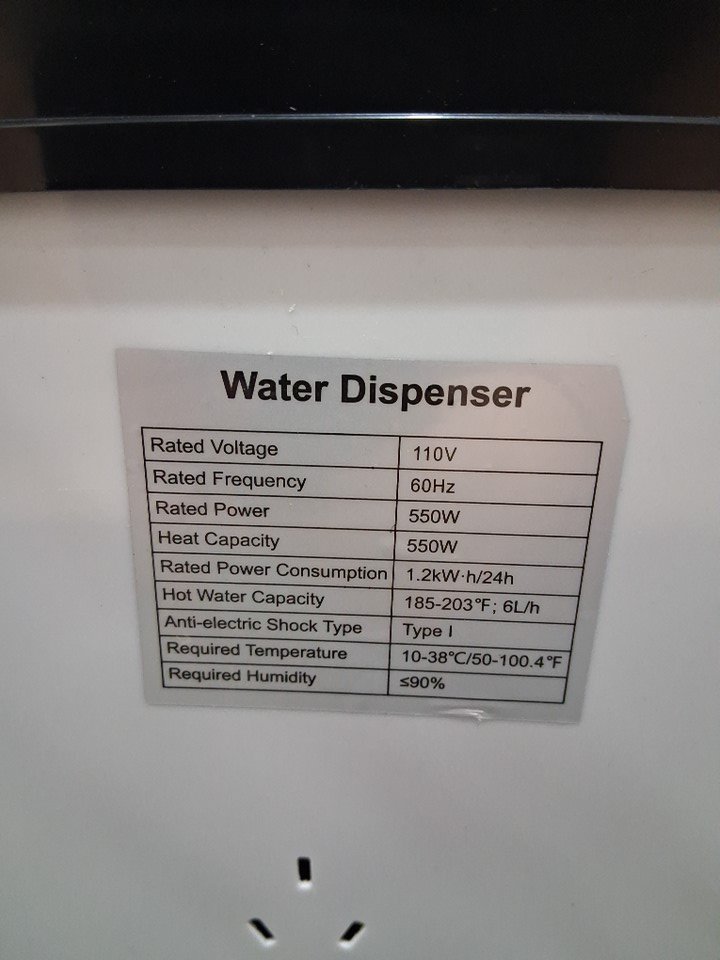 Water Dispenser
Rated Voltage 110V
Rated Frequency 60Hz
Rated Power 550W
Heat Capacity 550W
Rated Power Consumption 1.2kW·h/24h
Hot Water Capacity 185-203°F; 6L/h
Anti-electric Shock Type Type I
Required Temperature 10-38°C/50-100.4°F
Required Humidity ≤90%